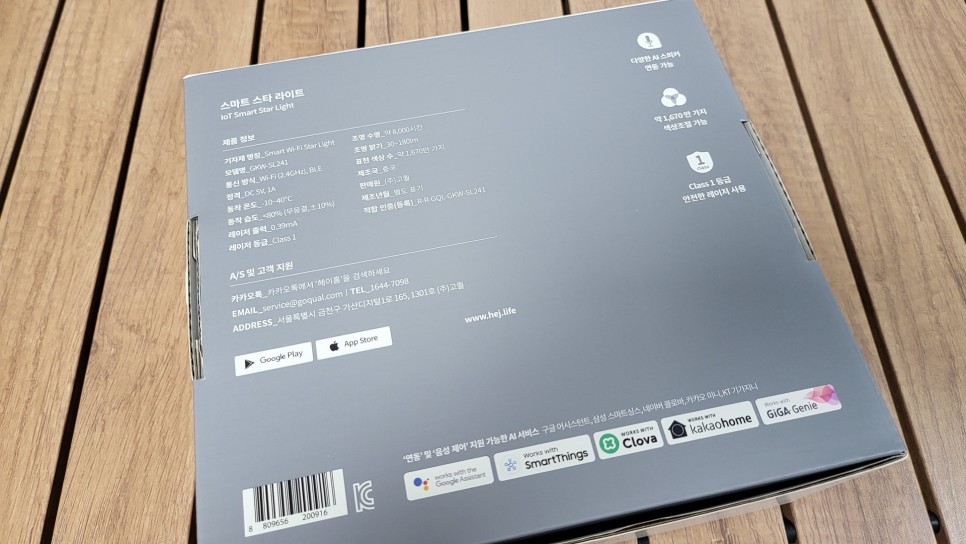 스마트 스타 라이트
IoT Smart Star Light
제품 정보
기자재 명칭_Smart Wi-Fi Star Light
모델명_GKW-SL241
통신 방식_Wi-Fi (2.4GHz), BLE
정격_DC 5V, 1A
동작 온도_-10~40℃
동작 습도_<80% (무응결,±10%)
레이저 출력_0.39mA
레이저 등급_Class 1
조명 수명_약 6,000시간
조명 밝기_30~180lm
표현 색상 수_약 1,670만 가지
제조국_중국
판매원_(주)고퀄
제조년월_별도 표기
적합 인증(등록)_R-R-GQL-GKW-SL241
A/S 및 고객 지원
카카오톡_카카오톡에서 '헤이홈'을 검색하세요
EMAIL_service@goqual.com | TEL_1644-7098
ADDRESS_서울특별시 금천구 가산디지털1로 165, 1301호 (주)고퀄
www.hej.life
Google Play
App Store
다양한 AI 스피커
연동 가능
약 1,670만 가지
색상조절 가능
1
CLASS
Class 1 등급
안전한 레이저 사용
'연동' 및 '음성 제어' 지원 가능한 AI 서비스 구글 어시스턴트, 삼성 스마트싱스, 네이버 클로바, 카카오 미니, KT 기가지니
works with the
Google Assistant
Works with
SmartThings
WORKS WITH
Clova
WORKS WITH
kakaohome
Works with
GiGA Genie
8 809656 200916